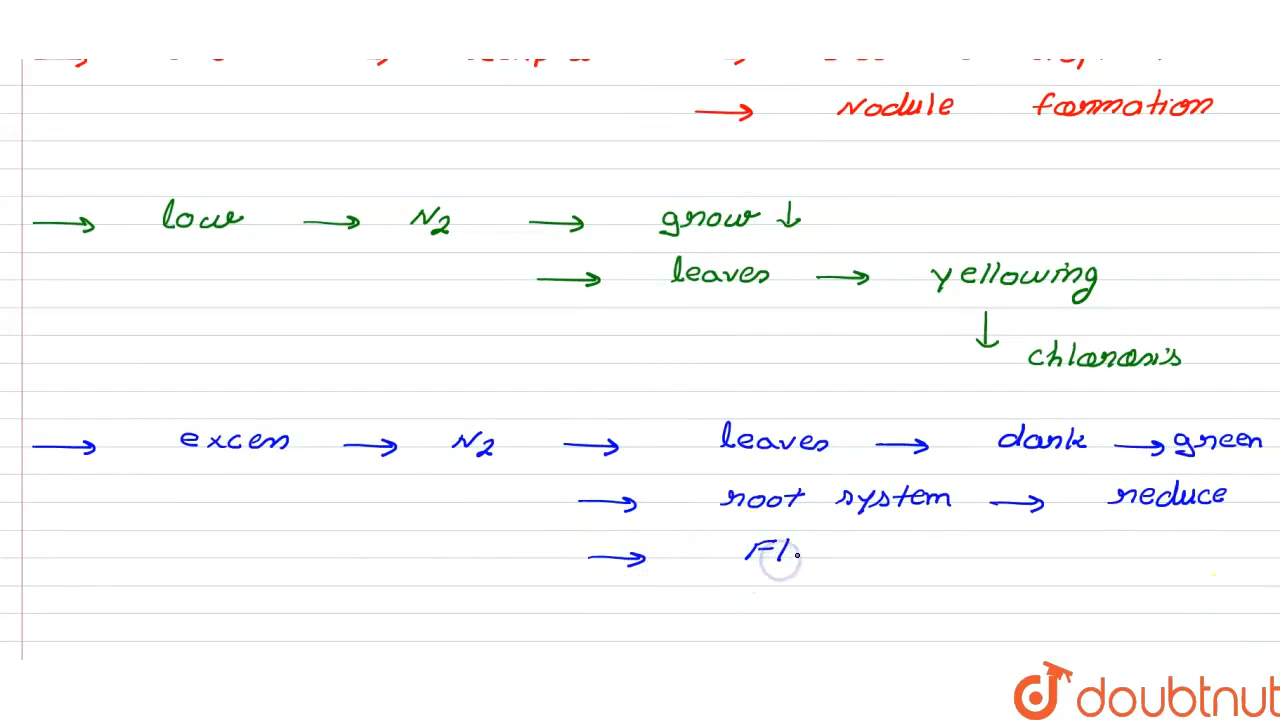 → Nodule formation
→ low → N2 → grow ↓
→ leaves → yellowing
↓ chlorosis
→ excess → N2 → leaves → dark → green
→ root system → reduce
→ Fl
doubtnut